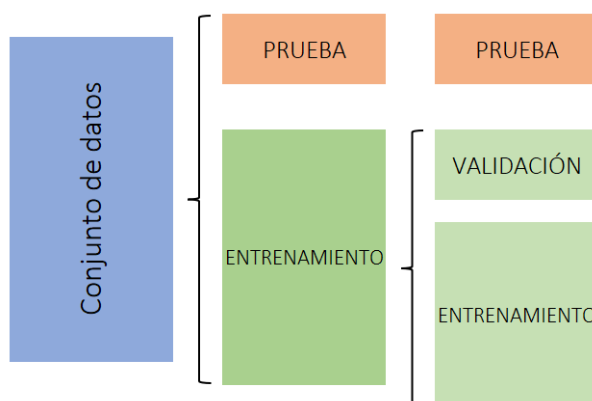 Conjunto de datos
PRUEBA
ENTRENAMIENTO
PRUEBA
VALIDACIÓN
ENTRENAMIENTO